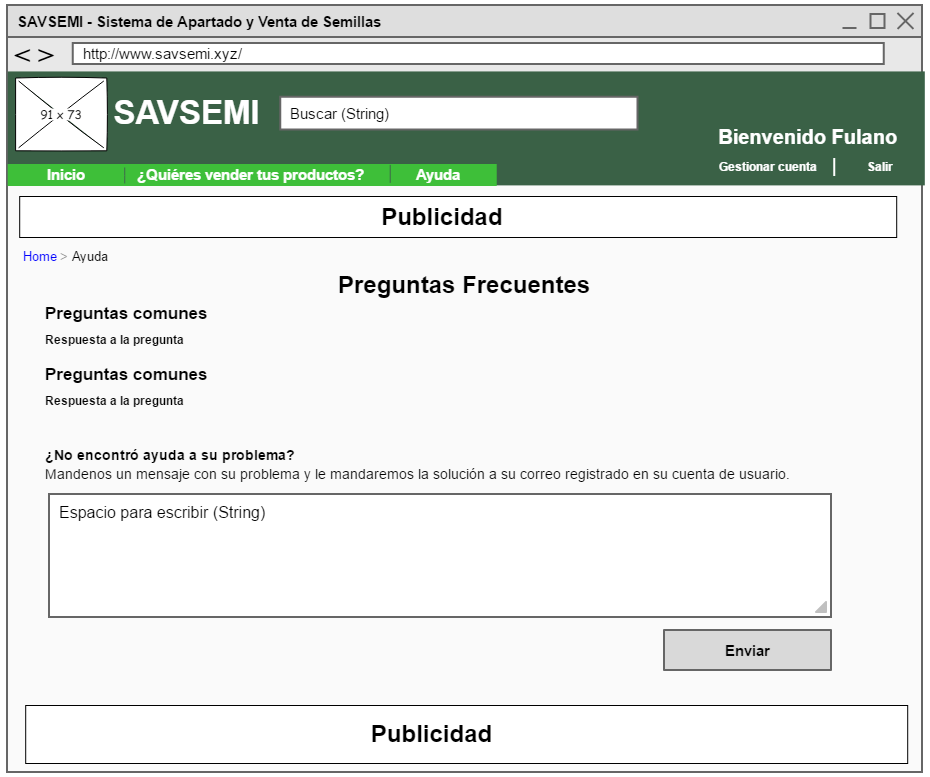 SAVSEMI - Sistema de Apartado y Venta de Semillas
< > http://www.savsemi.xyz/
91 x 73
SAVSEMI
Buscar (String)
Bienvenido Fulano
Gestionar cuenta | Salir
Inicio | ¿Quiéres vender tus productos? | Ayuda
Publicidad
Home > Ayuda
Preguntas Frecuentes
Preguntas comunes
Respuesta a la pregunta
Preguntas comunes
Respuesta a la pregunta
¿No encontró ayuda a su problema?
Mandenos un mensaje con su problema y le mandaremos la solución a su correo registrado en su cuenta de usuario.
Espacio para escribir (String)
Enviar
Publicidad